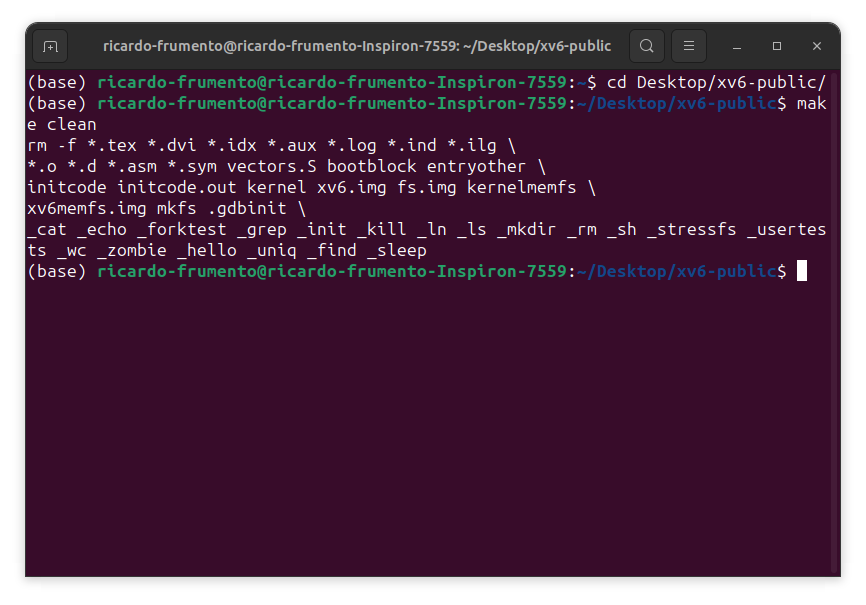 ricardo-frumento@ricardo-frumento-Inspiron-7559: ~/Desktop/xv6-public
(base) ricardo-frumento@ricardo-frumento-Inspiron-7559:~$ cd Desktop/xv6-public/
(base) ricardo-frumento@ricardo-frumento-Inspiron-7559:~/Desktop/xv6-public$ mak
e clean
rm -f *.tex *.dvi *.idx *.aux *.log *.ind *.ilg \
*.o *.d *.asm *.sym vectors.S bootblock entryother \
initcode initcode.out kernel xv6.img fs.img kernelmemfs \
xv6memfs.img mkfs .gdbinit \
_cat _echo _forktest _grep _init _kill _ln _ls _mkdir _rm _sh _stressfs _usertes
ts _wc _zombie _hello _uniq _find _sleep
(base) ricardo-frumento@ricardo-frumento-Inspiron-7559:~/Desktop/xv6-public$